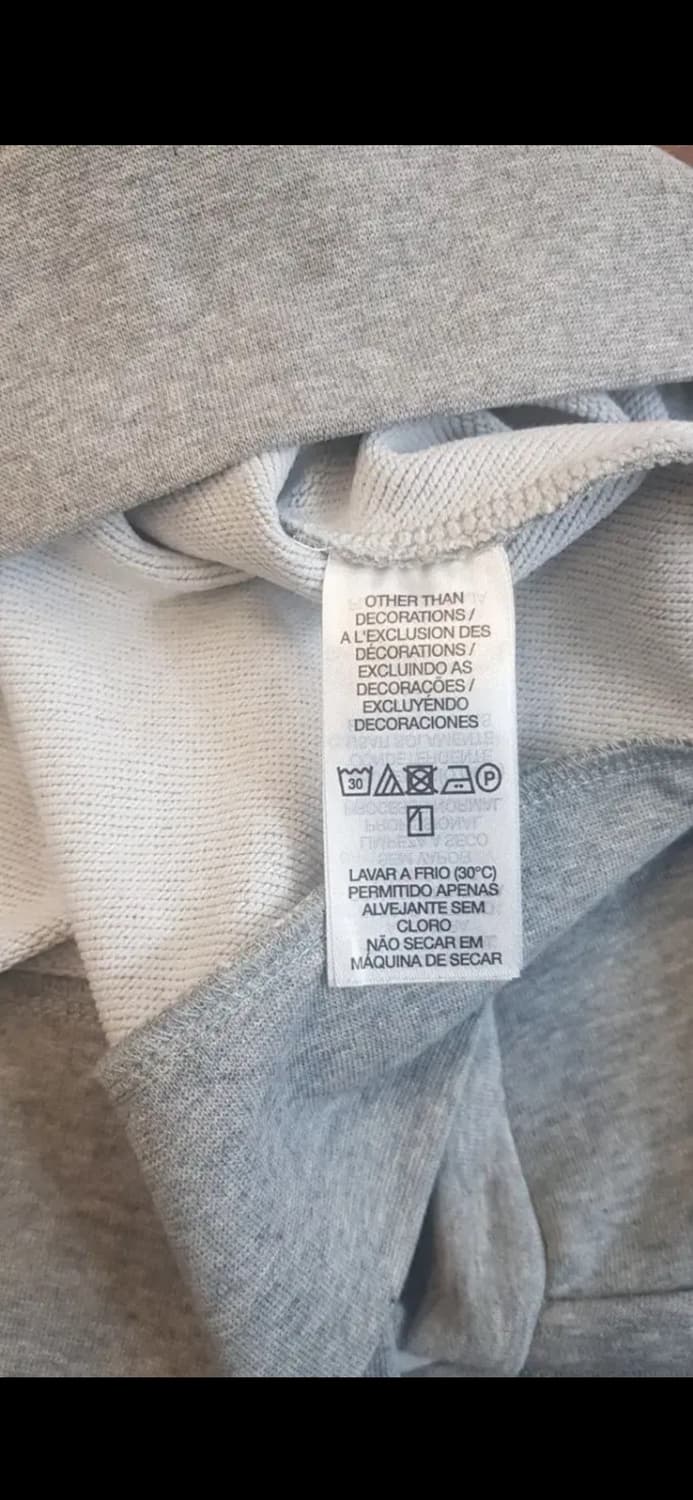 OTHER THAN
DECORATIONS /
A L'EXCLUSION DES
DÉCORATIONS /
EXCLUINDO AS
DECORAÇÕES /
EXCLUYENDO
DECORACIONES
30 P
LAVAR A FRIO (30°C)
PERMITIDO APENAS
ALVEJANTE SEM
CLORO
NÃO SECAR EM
MÁQUINA DE SECAR